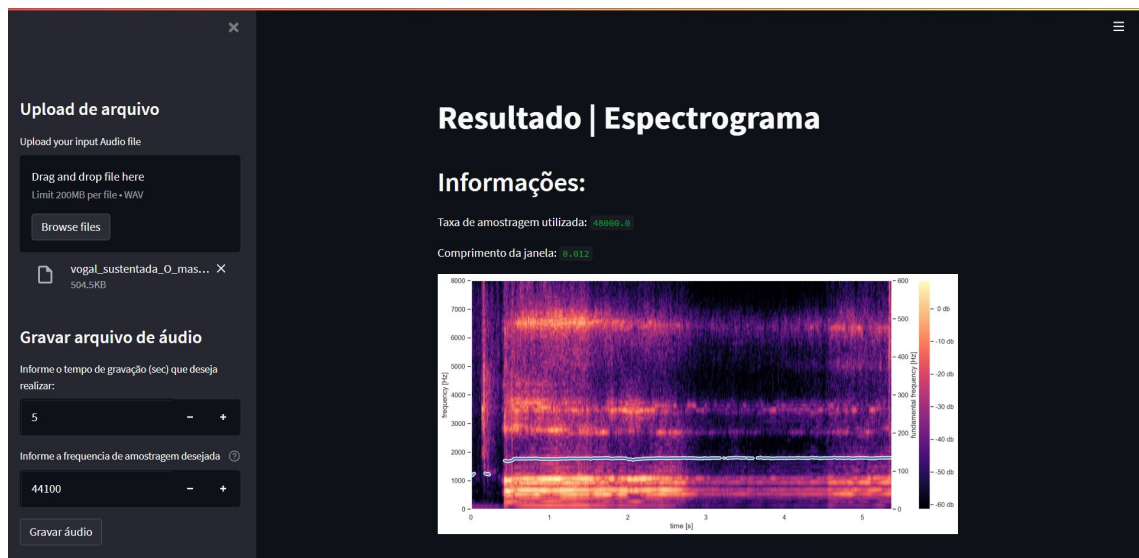 Upload de arquivo
Upload your input Audio file
Drag and drop file here
Limit 200MB per file • WAV
Browse files
vogal_sustentada_O_mas...
504.5KB
Gravar arquivo de áudio
Informe o tempo de gravação (sec) que deseja
realizar:
5
Informe a frequencia de amostragem desejada
44100
Gravar áudio
Resultado | Espectrograma
Informações:
Taxa de amostragem utilizada: 48000.0
Comprimento da janela: 0.012
frequency [Hz]
8000
7000
6000
5000
4000
3000
2000
1000
0
0 1 2 3 4 5
time [s]
600
500
400
300
200
100
0
fundamental frequency [Hz]
0 db
-10 db
-20 db
-30 db
-40 db
-50 db
-60 db